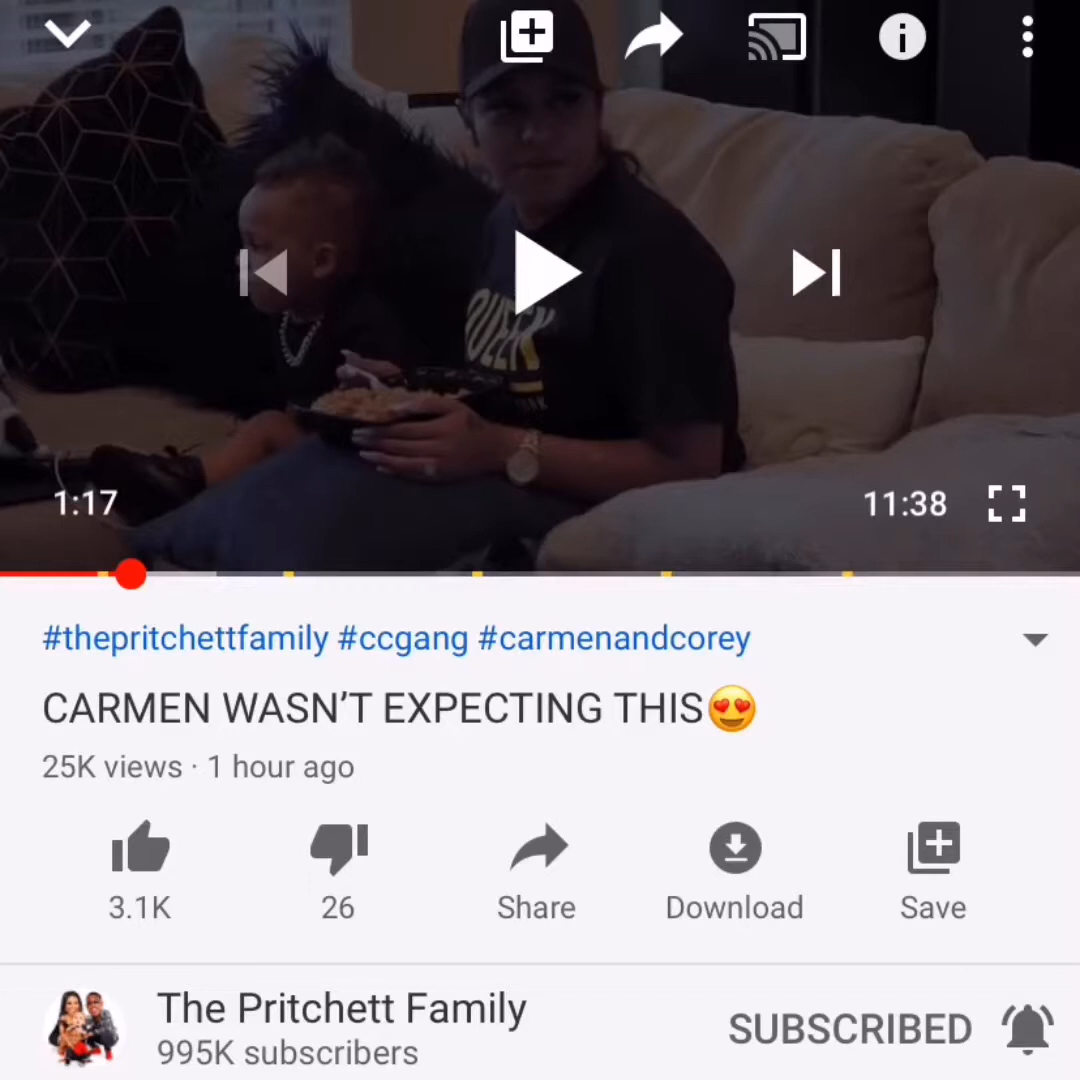 QUEEN
1:17
11:38
#thepritchettfamily #ccgang #carmenandcorey
CARMEN WASN’T EXPECTING THIS😍
25K views · 1 hour ago
3.1K
26
Share
Download
Save
The Pritchett Family
SUBSCRIBED
995K subscribers